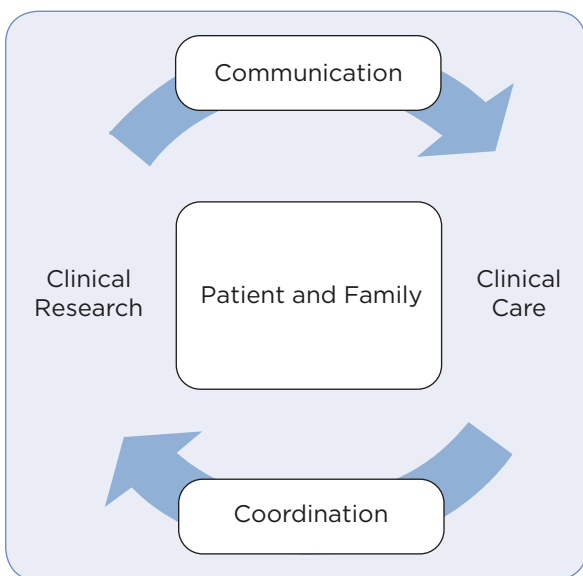 Communication
Clinical
Research
Patient and Family
Clinical
Care
Coordination